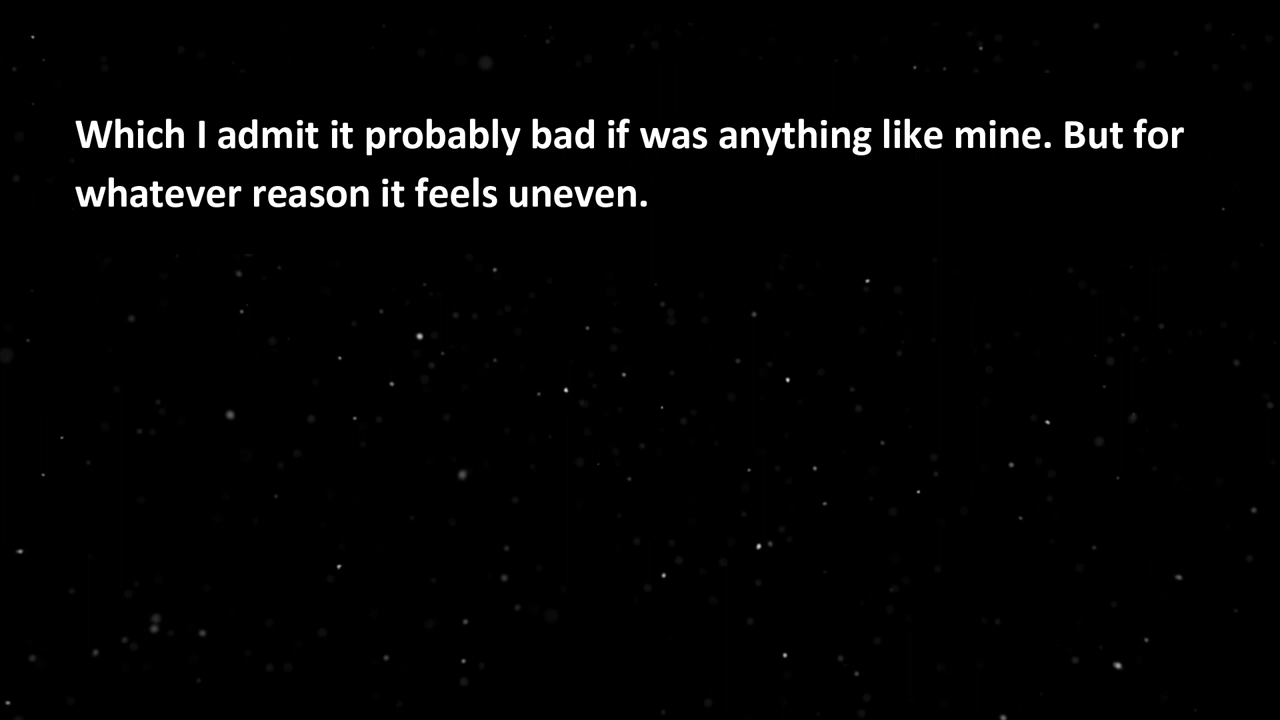 Which I admit it probably bad if was anything like mine. But for
whatever reason it feels uneven.